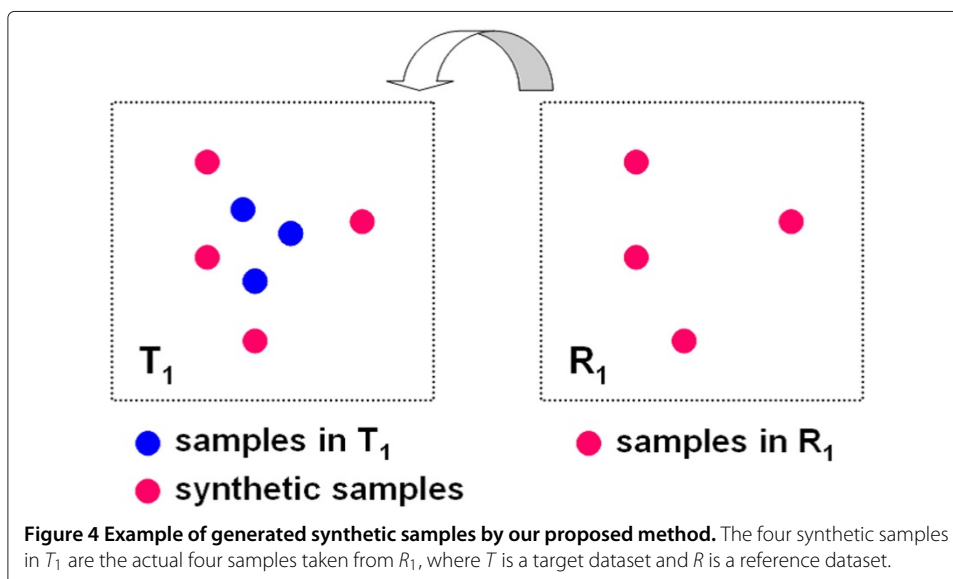 T₁
R₁
samples in T₁
synthetic samples
samples in R₁
Figure 4 Example of generated synthetic samples by our proposed method. The four synthetic samples
in T₁ are the actual four samples taken from R₁, where T is a target dataset and R is a reference dataset.